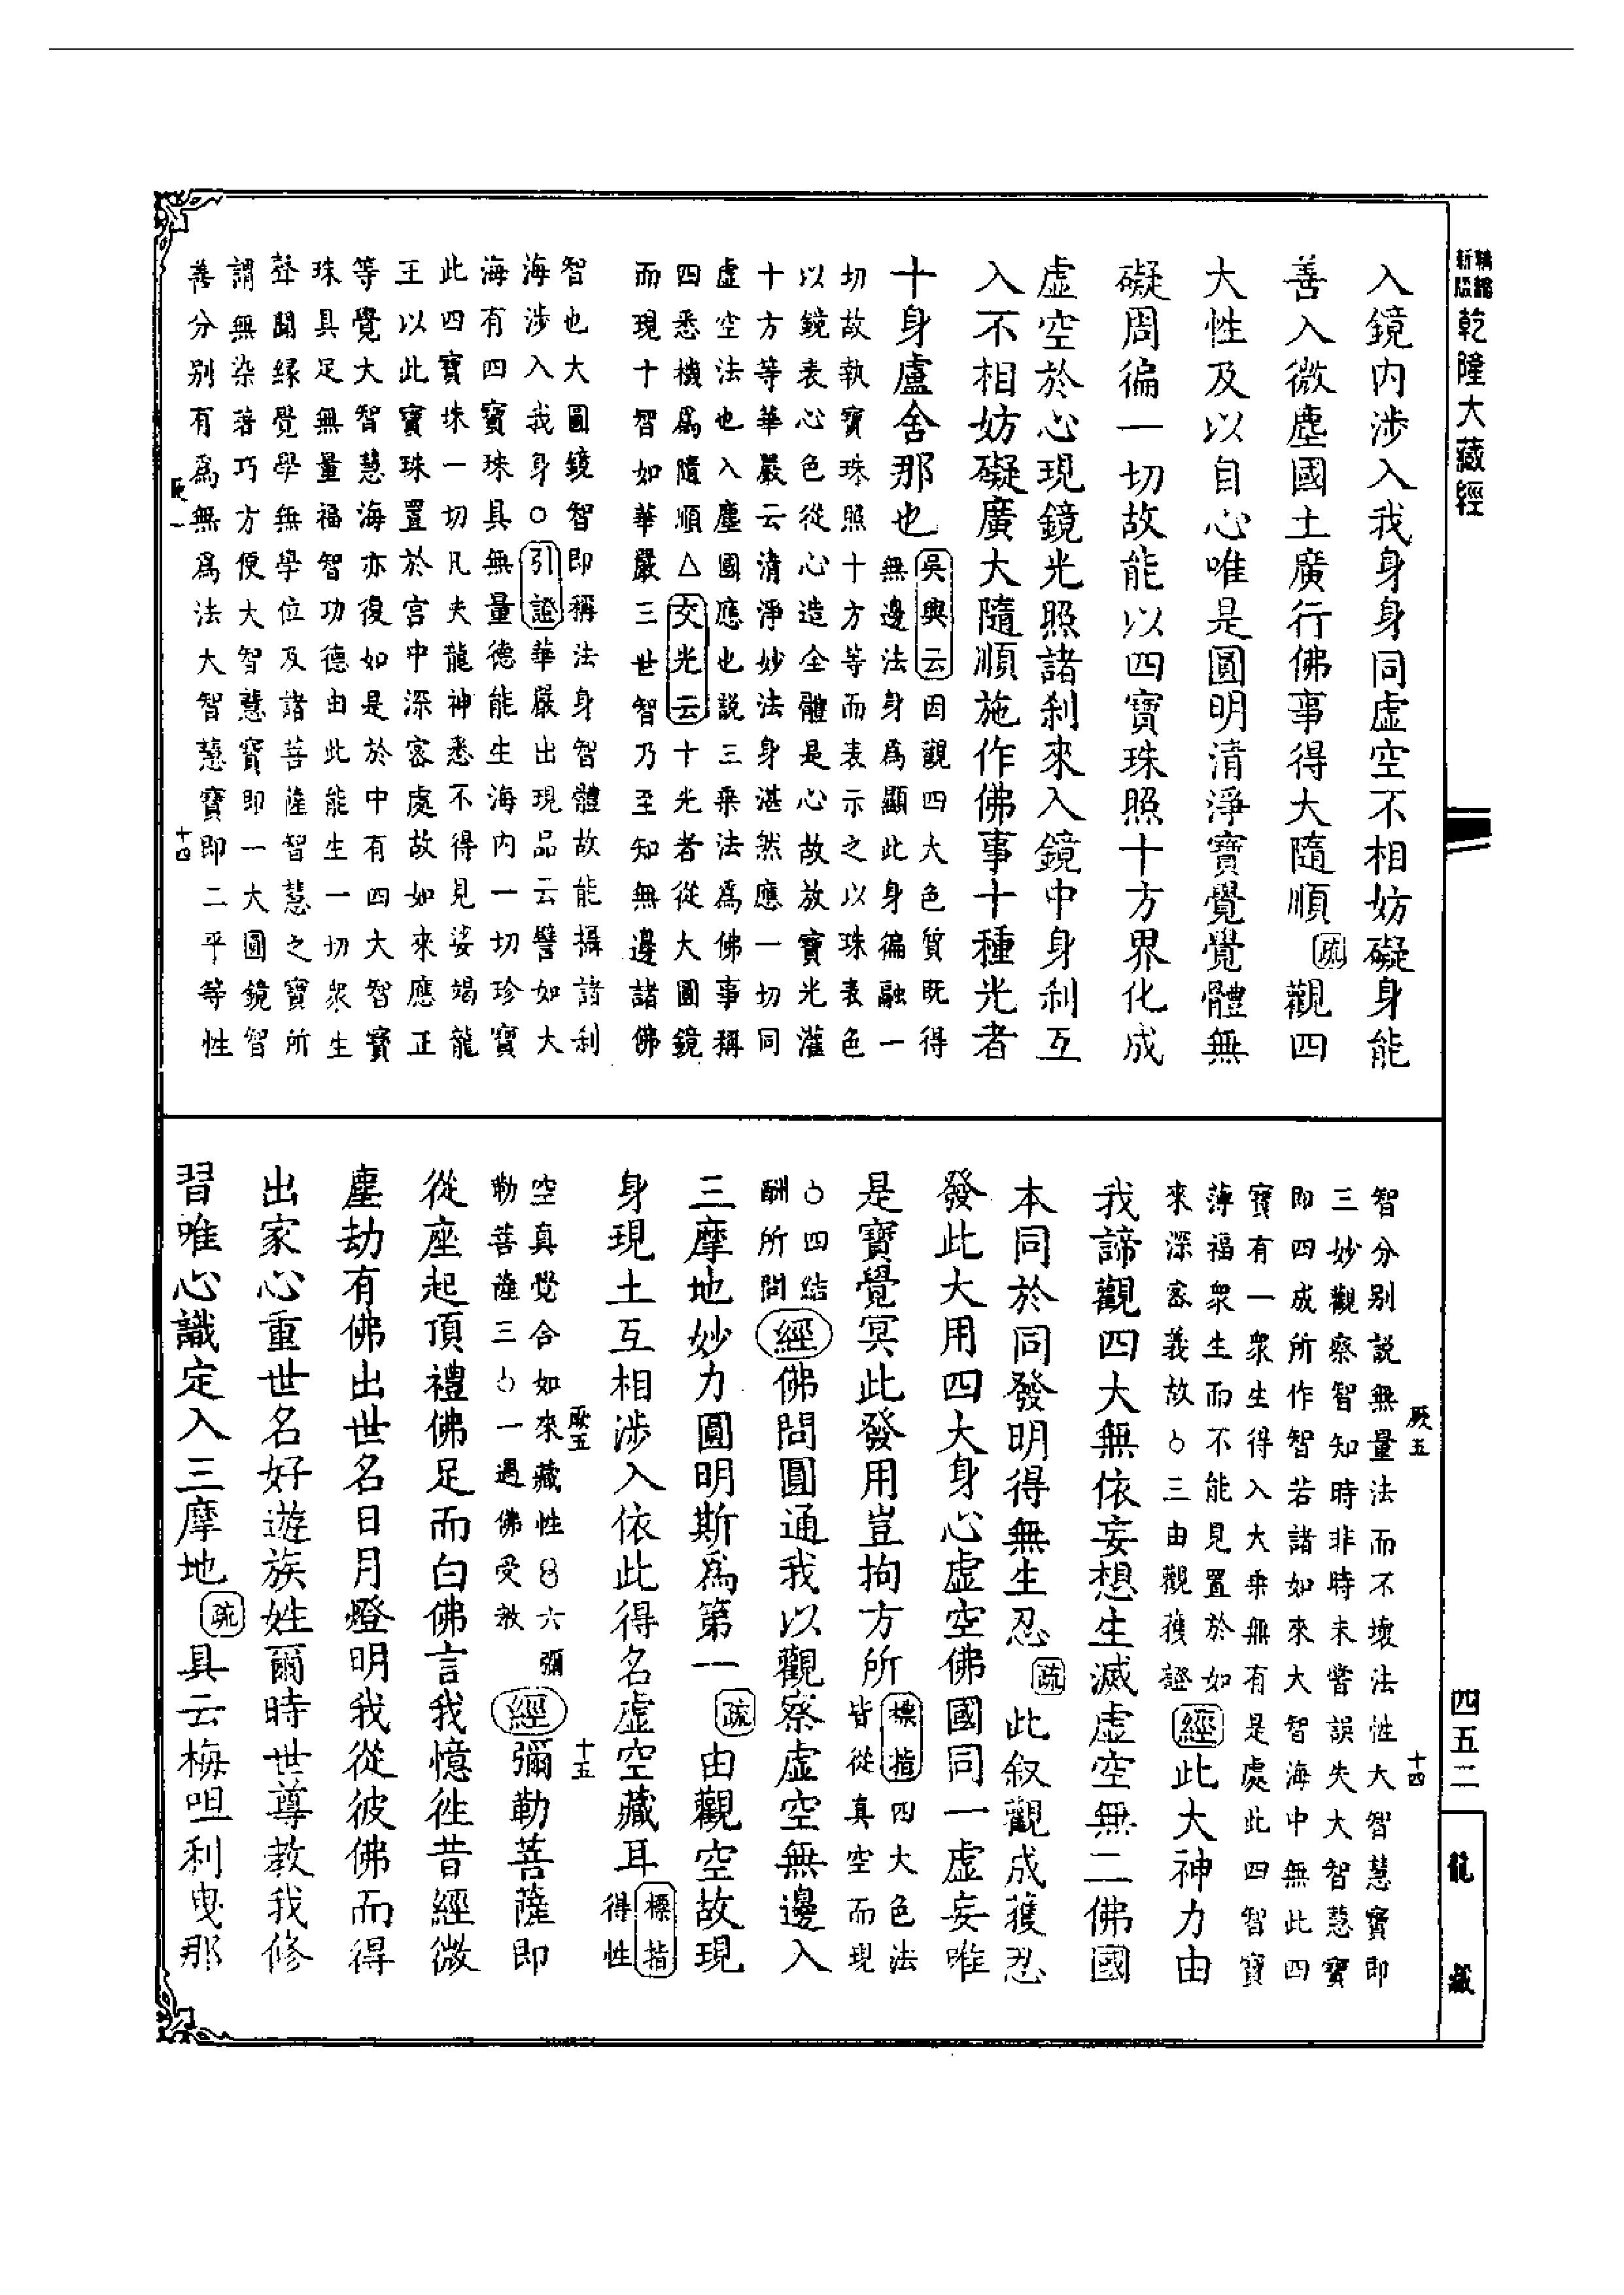 新版
乾隆大藏經
入鏡內涉入我身身同虛空不相妨礙身能
善入微塵國土廣行佛事得大隨順 疏 觀四
大性及以自心唯是圓明清淨寶覺覺體無
礙周徧一切故能以四寶珠照十方界化成
虛空於心現鏡光照諸剎來入鏡中身剎互
入不相妨礙廣大隨順施作佛事十種光者
十身盧舍那也
吳興云因觀四大色質既得
無邊法身為顯此身徧融一
切故執寶珠照十方等而表示之以珠表色
以鏡表心色從心造全體是心故放寶光灌
十方等華嚴云清淨妙法身湛然應一切同
虛空法也入塵國應也說三乘法為佛事稱
四悉機為隨順△交光云十光者從大圓鏡
而現十智如華嚴三世智乃至知無邊諸佛
智也大圓鏡智即稱法身智體故能攝諸剎
海涉入我身○引證華嚴出現品云譬如大
海有四寶珠具無量德能生海內一切珍寶
此四寶珠一切凡夫龍神悉不得見娑竭龍
王以此寶珠置於宮中深密處故如來應正
等覺大智慧海亦復如是於中有四大智寶
珠具足無量福智功德由此能生一切眾生
聲聞緣覺學無學位及諸菩薩智慧之寶所
謂無染著巧方便大智慧寶即一大圓鏡智
善分別有為無為法大智慧寶即二平等性
十四
智分別說無量法而不壞法性大智慧寶即
三妙觀察智知時非時未甞誤失大智慧寶
即四成所作智若諸如來大智海中無此四
寶有一眾生得入大乘無有是處此四智寶
薄福眾生而不能見置於如
來深密義故○三由觀獲證
經 此大神力由
我諦觀四大無依妄想生滅虛空無二佛國
本同於同發明得無生忍 疏 此叙觀成獲忍
發此大用四大身心虛空佛國同一虛妄唯
是寶覺冥此發用豈拘方所
標指四大色法
皆從真空而現
○四結
酬所問
經 佛問圓通我以觀察虛空無邊入
三摩地妙力圓明斯為第一 疏 由觀空故現
身現土互相涉入依此得名虛空藏耳
標指
得性
空真覺合如來藏性 六彌
勒菩薩三○一遇佛受教
經 彌勒菩薩即
從座起頂禮佛足而白佛言我憶往昔經微
塵劫有佛出世名日月燈明我從彼佛而得
出家心重世名好遊族姓爾時世尊教我修
習唯心識定入三摩地 疏 具云梅呾利曳那
厥五
十四
厥五
十五
四五二
龍藏